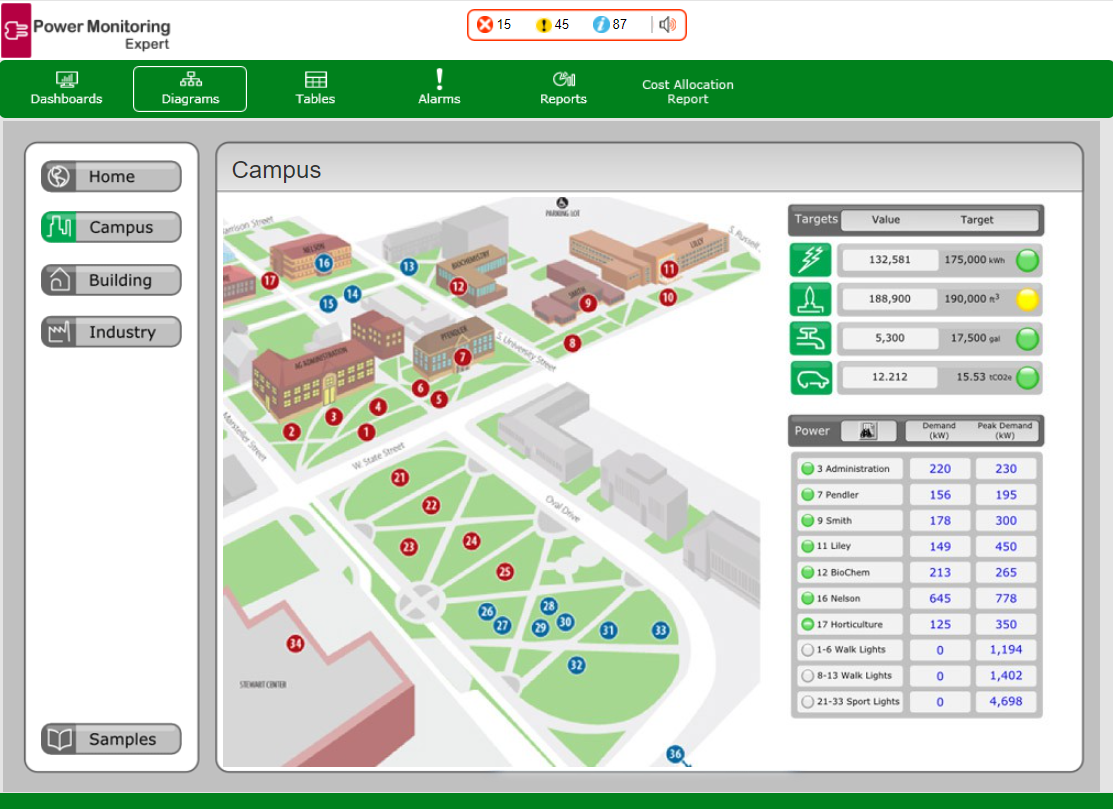 Power Monitoring
Expert
15 45 87
Dashboards Diagrams Tables Alarms Reports Cost Allocation
Report
Home
Campus
Building
Industry
Samples
Campus
PARKING LOT
S. Russell
NELSON
BIOCHEMISTRY
LILLY
SMITH
PFENDLER
AG ADMINISTRATION
S. University Street
Marsteller Street
W. State Street
Oval Drive
STEWART CENTER
16
13
17
12
11
15
14
9
10
7
8
6
5
4
3
2
1
21
22
23
24
25
26
27
28
29
30
31
33
32
34
36
Targets Value Target
132,581 175,000 kWh
188,900 190,000 ft³
5,300 17,500 gal
12.212 15.53 tCO2e
Power Demand (kW) Peak Demand (kW)
3 Administration 220 230
7 Pendler 156 195
9 Smith 178 300
11 Liley 149 450
12 BioChem 213 265
16 Nelson 645 778
17 Horticulture 125 350
1-6 Walk Lights 0 1,194
8-13 Walk Lights 0 1,402
21-33 Sport Lights 0 4,698